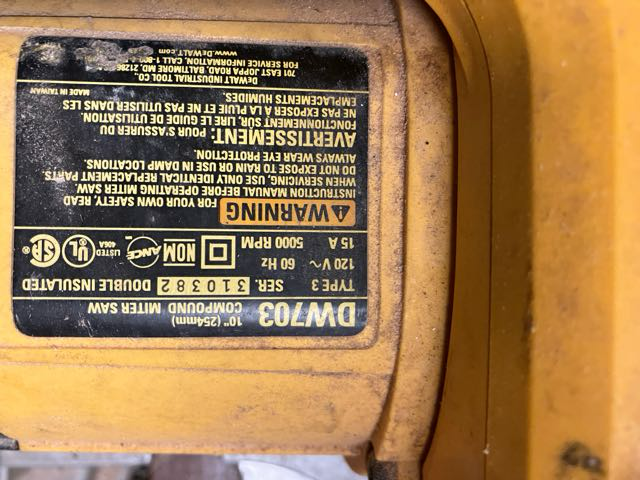 DW703 10" (254mm)
COMPOUND MITER SAW
TYPE 3 SER. 310382 DOUBLE INSULATED
120 V ~ 60 Hz
15 A 5000 RPM NOM ANCE UL LISTED 406A SA
WARNING FOR YOUR OWN SAFETY, READ
INSTRUCTION MANUAL BEFORE OPERATING MITER SAW.
WHEN SERVICING, USE ONLY IDENTICAL REPLACEMENT PARTS.
DO NOT EXPOSE TO RAIN OR USE IN DAMP LOCATIONS.
ALWAYS WEAR EYE PROTECTION.
AVERTISSEMENT: POUR S'ASSURER DU
FONCTIONNEMENT SUR, LIRE LE GUIDE DE UTILISATION.
NE PAS EXPOSER À LA PLUIE ET NE PAS UTILISER DANS LES
EMPLACEMENTS HUMIDES. MADE IN TAIWAN
DEWALT INDUSTRIAL TOOL CO.,
701 EAST JOPPA ROAD, BALTIMORE, MD. 21286
FOR SERVICE INFORMATION, CALL 1-800
www.DEWALT.com